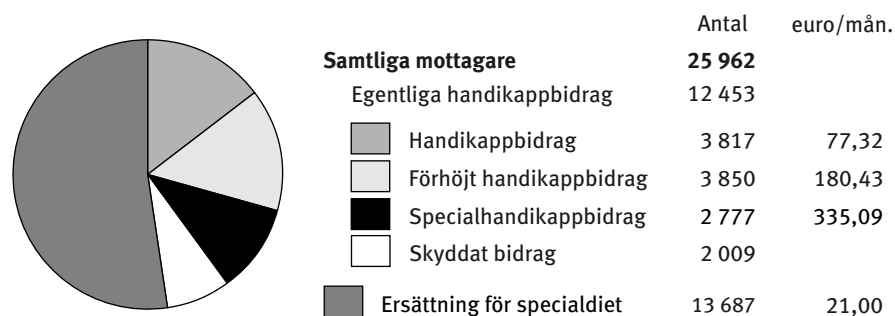 Antal euro/mån.
Samtliga mottagare 25 962
Egentliga handikappbidrag 12 453
Handikappbidrag 3 817 77,32
Förhöjt handikappbidrag 3 850 180,43
Specialhandikappbidrag 2 777 335,09
Skyddat bidrag 2 009
Ersättning för specialdiet 13 687 21,00